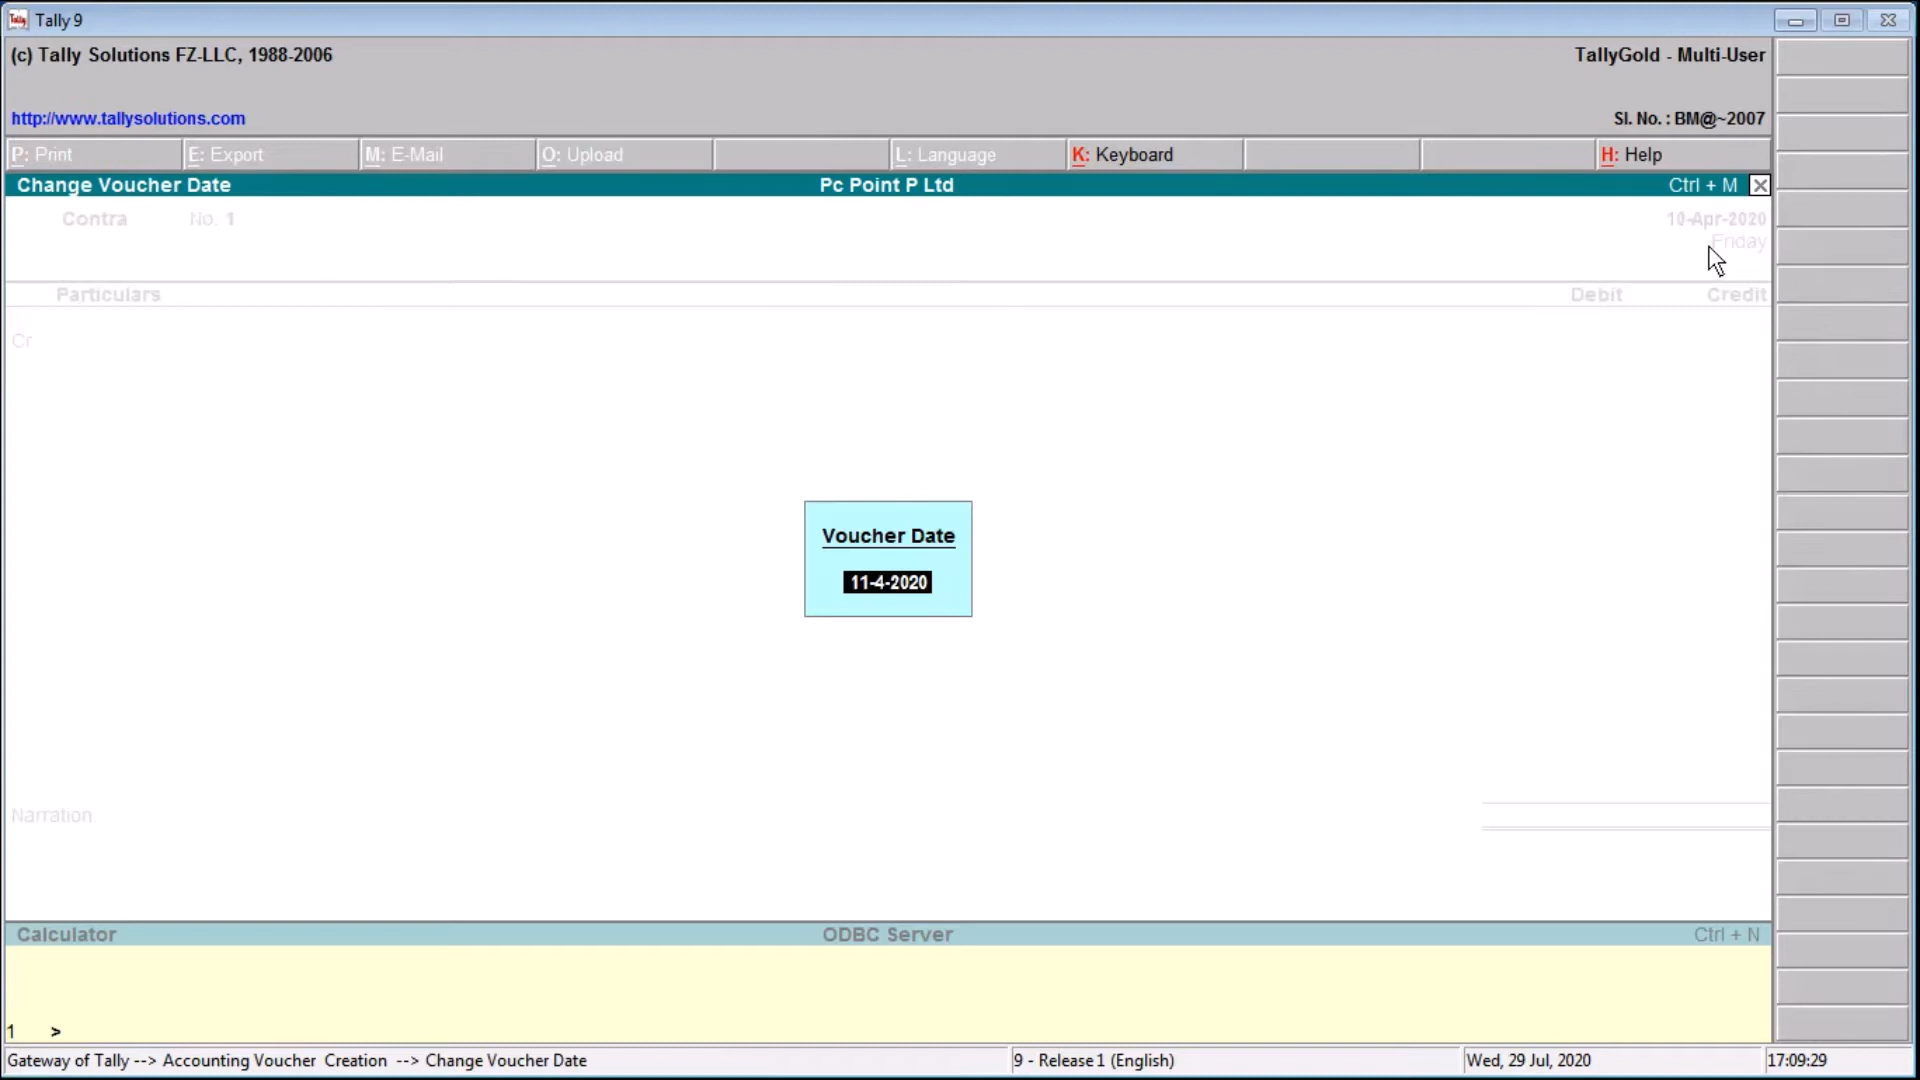 Tally 9
(c) Tally Solutions FZ-LLC, 1988-2006
TallyGold - Multi-User
http://www.tallysolutions.com
Sl. No. : BM@~2007
P: Print
E: Export
M: E-Mail
O: Upload
L: Language
K: Keyboard
H: Help
Change Voucher Date
Pc Point P Ltd
Ctrl + M
Contra
No. 1
10-Apr-2020
Friday
Particulars
Debit
Credit
Cr
Voucher Date
11-4-2020
Narration
Calculator
ODBC Server
Ctrl + N
1 >
Gateway of Tally --> Accounting Voucher Creation --> Change Voucher Date
9 - Release 1 (English)
Wed, 29 Jul, 2020
17:09:29